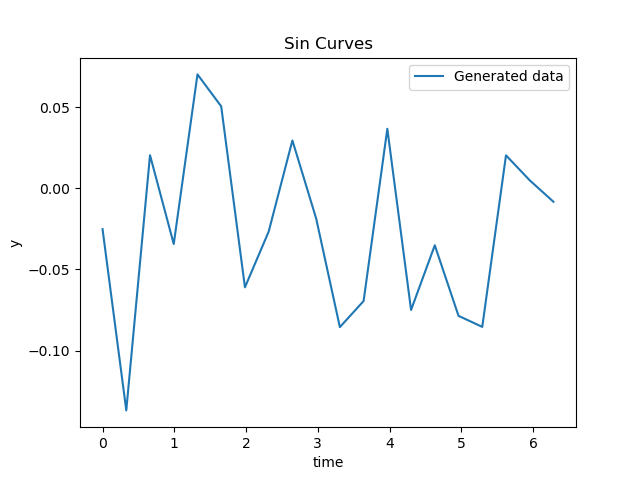 Sin Curves
Generated data
y
0.05
0.00
−0.05
−0.10
0 1 2 3 4 5 6
time